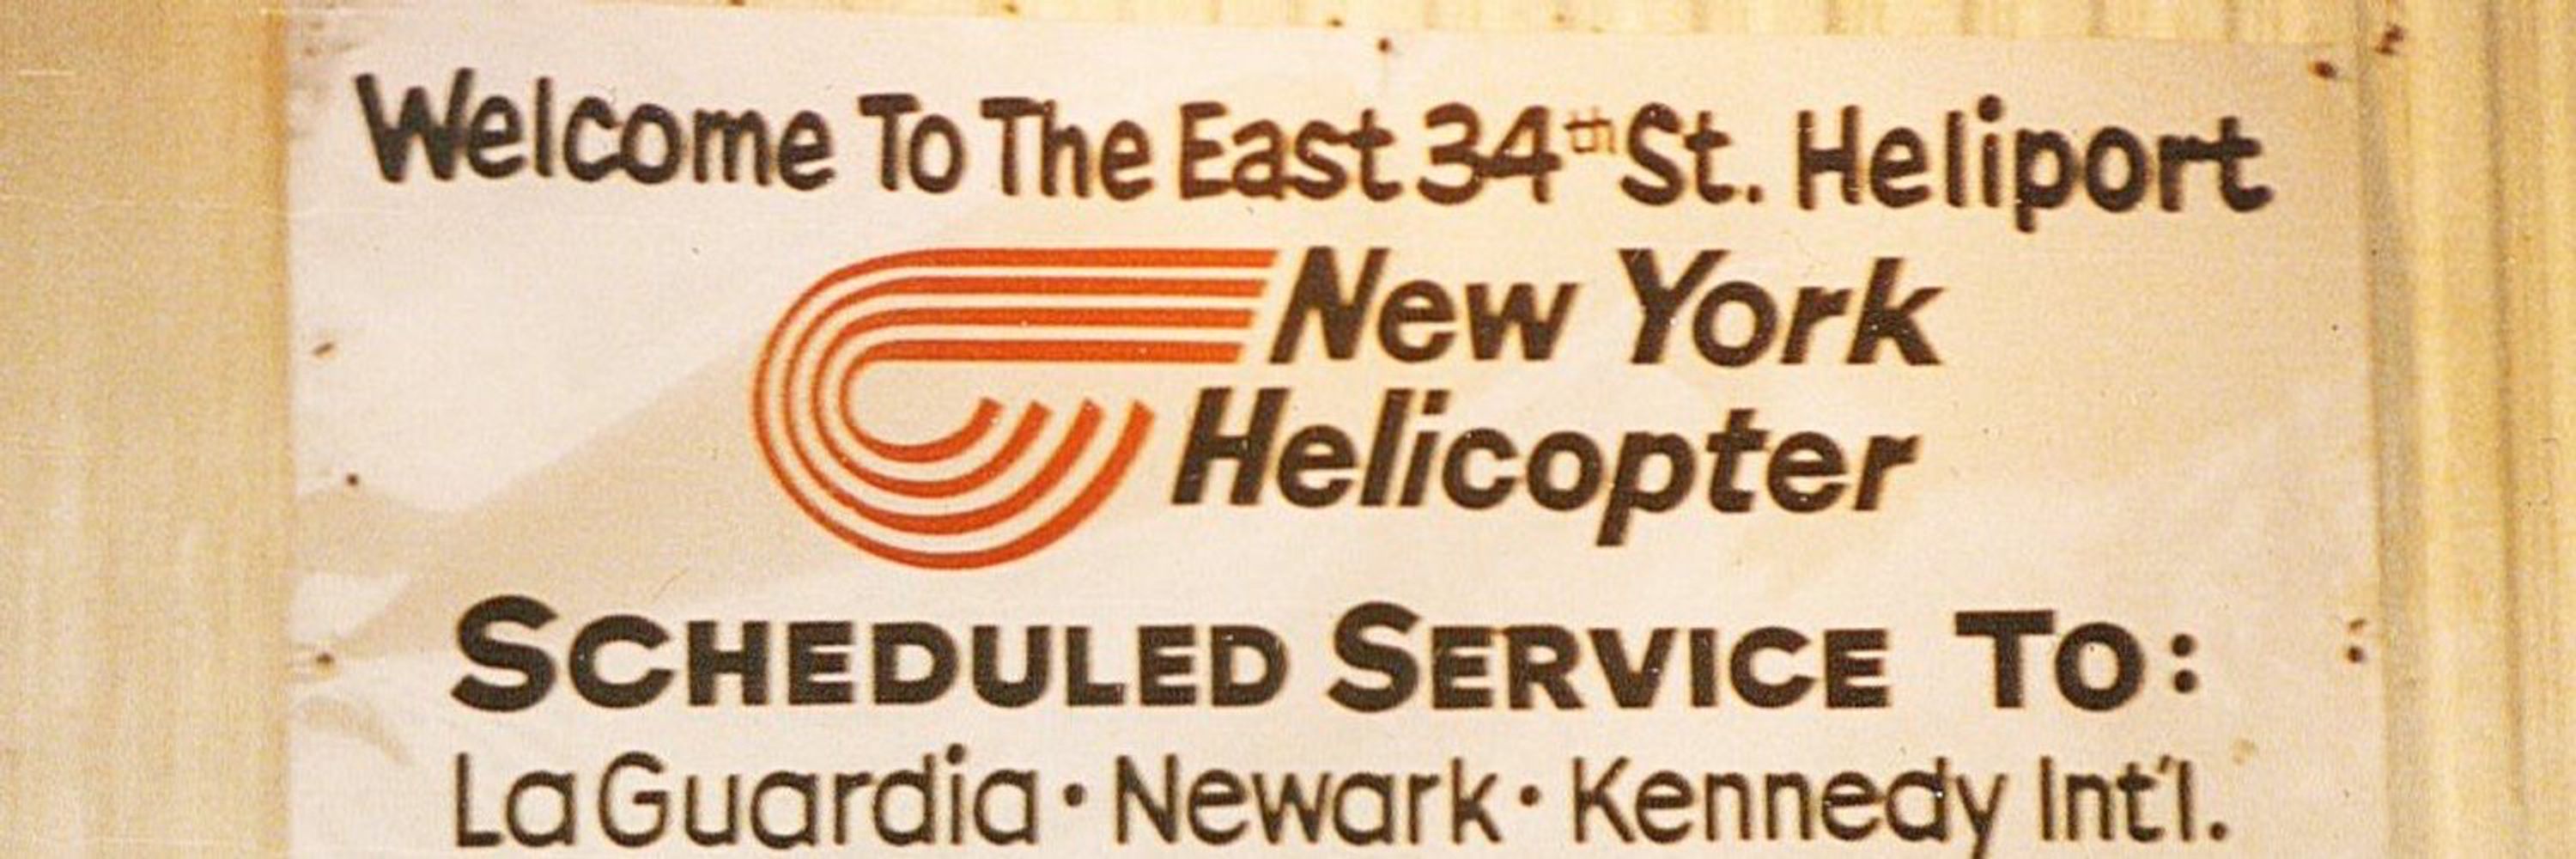 Welcome To The East 34th St. Heliport
New York
Helicopter
SCHEDULED SERVICE TO:
LaGuardia · Newark · Kennedy Int'l.